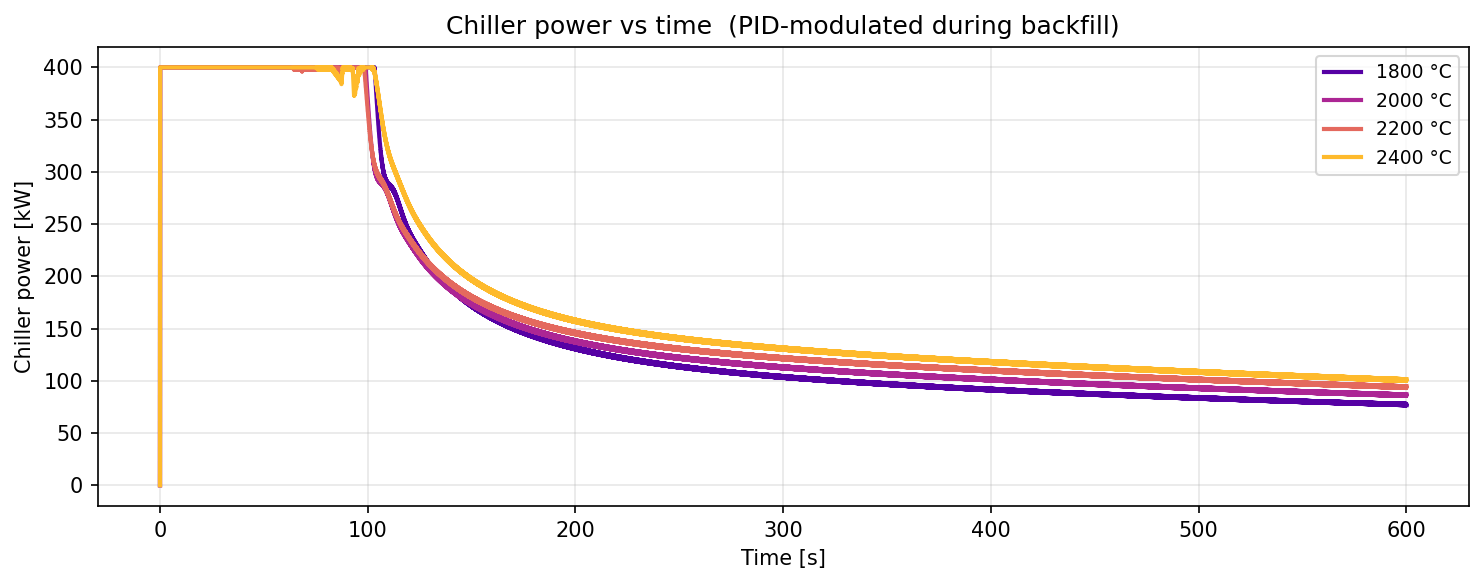 Chiller power vs time  (PID-modulated during backfill)
Chiller power [kW]
400
350
300
250
200
150
100
50
0
0 100 200 300 400 500 600
Time [s]
1800 °C
2000 °C
2200 °C
2400 °C